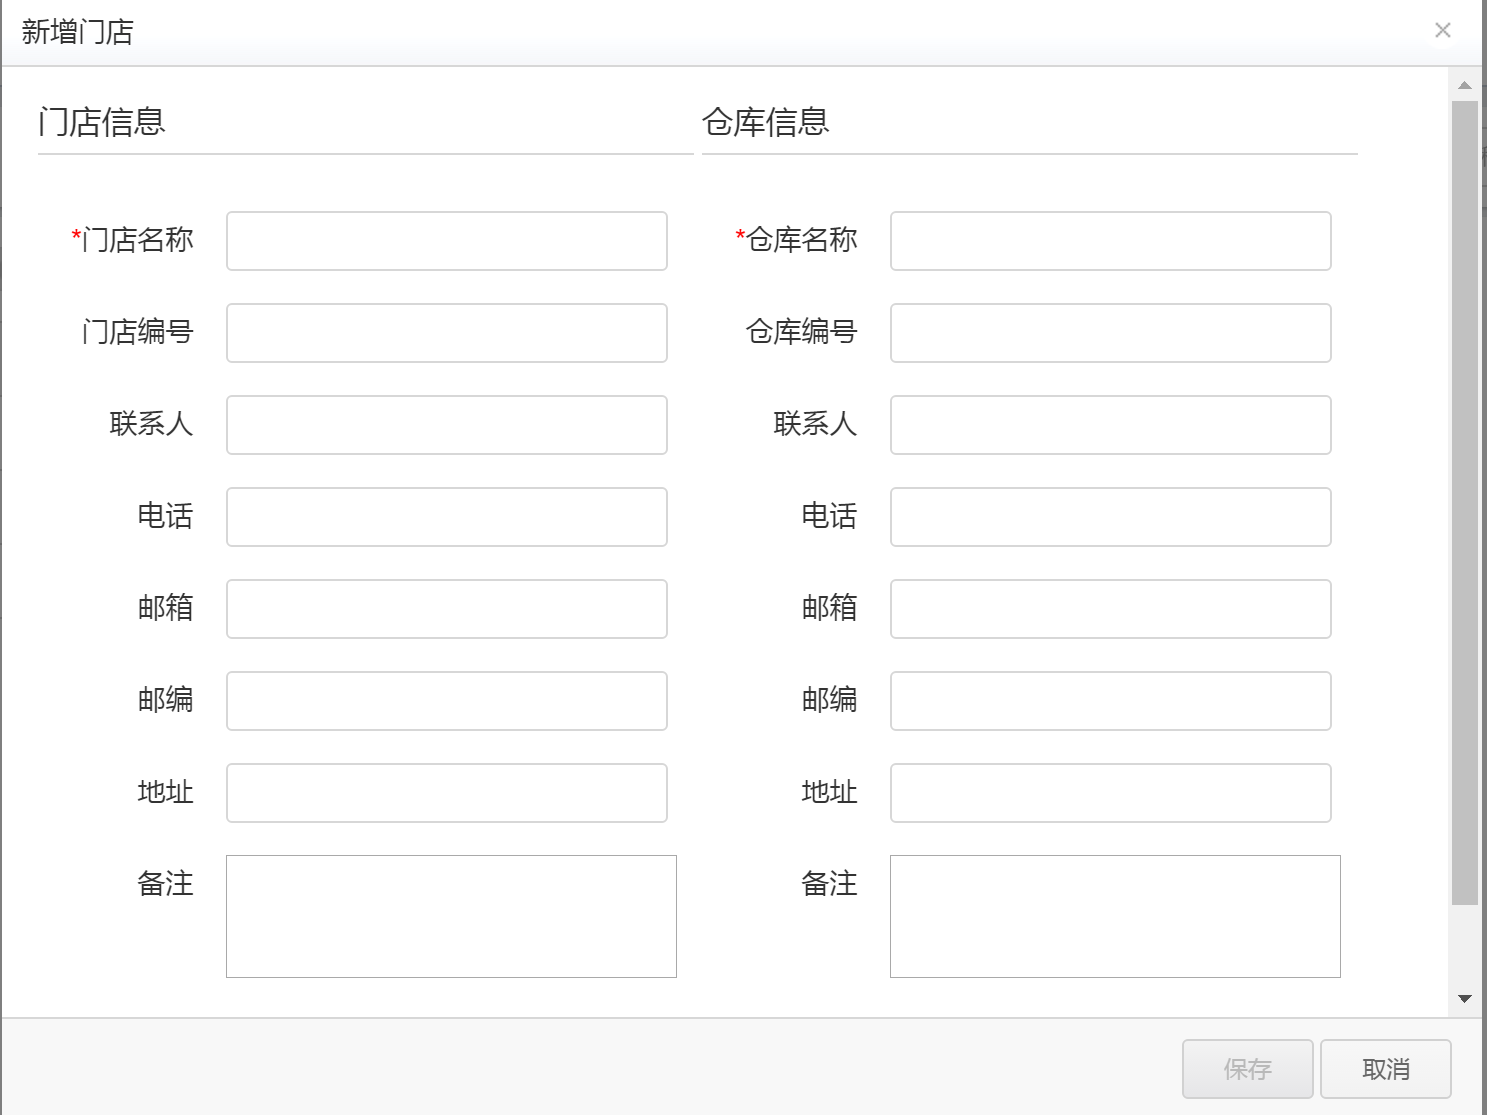 新增门店
门店信息
仓库信息
*门店名称
*仓库名称
门店编号
仓库编号
联系人
联系人
电话
电话
邮箱
邮箱
邮编
邮编
地址
地址
备注
备注
保存
取消